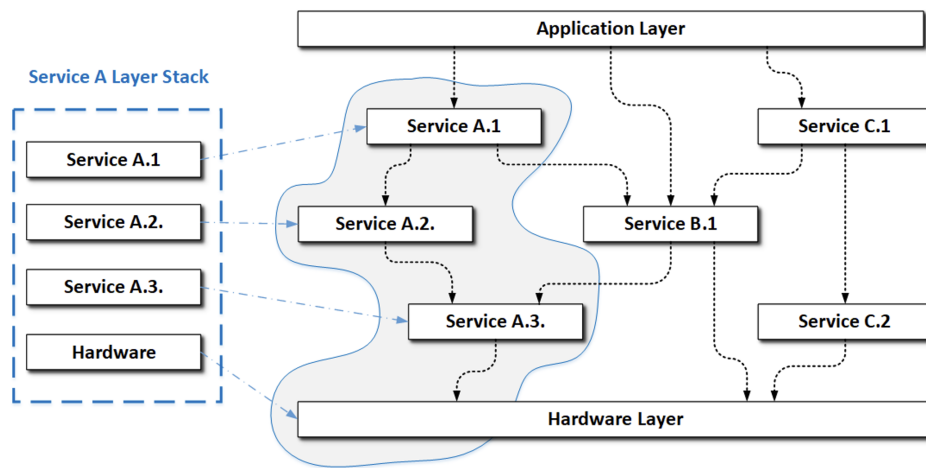 Application Layer
Service A Layer Stack
Service A.1
Service A.2.
Service A.3.
Hardware
Service A.1
Service C.1
Service A.2.
Service B.1
Service A.3.
Service C.2
Hardware Layer